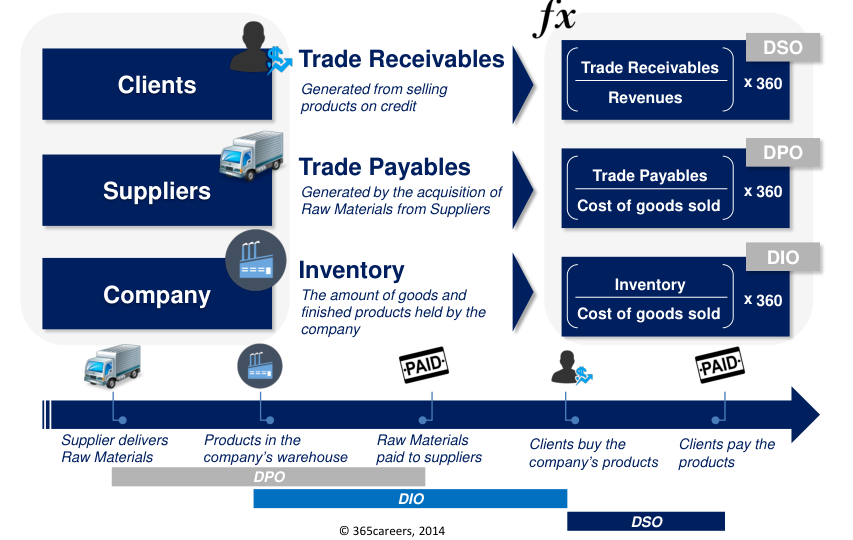 fx
Clients
Trade Receivables
Generated from selling
products on credit
DSO
Trade Receivables
Revenues
x 360
Suppliers
Trade Payables
Generated by the acquisition of
Raw Materials from Suppliers
DPO
Trade Payables
Cost of goods sold
x 360
Company
Inventory
The amount of goods and
finished products held by the
company
DIO
Inventory
Cost of goods sold
x 360
·PAID·
·PAID·
Supplier delivers
Raw Materials
Products in the
company's warehouse
Raw Materials
paid to suppliers
Clients buy the
company's products
Clients pay the
products
DPO
DIO
DSO
© 365careers, 2014